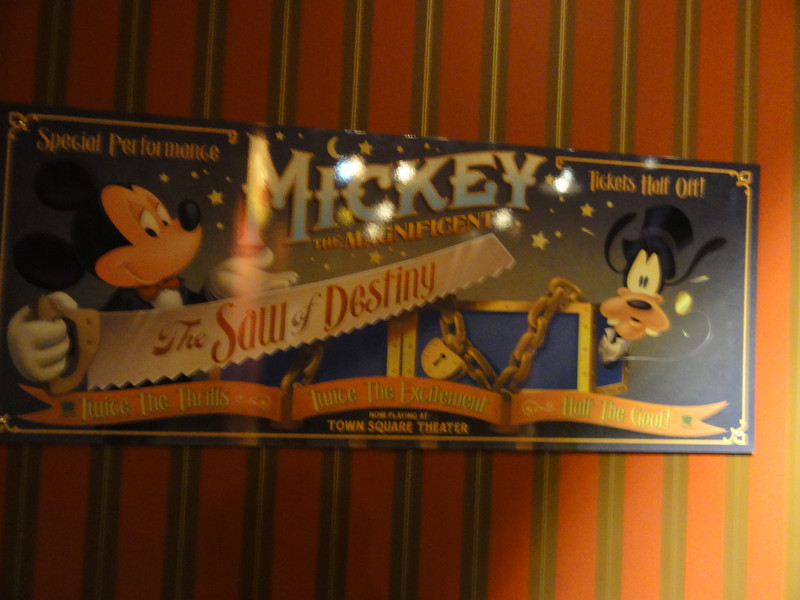 Special Performance
MICKEY
THE MAGNIFICENT
Tickets Half Off!
The Saw of Destiny
Twice The Thrills
Twice The Excitement
Half The Goof!
NOW PLAYING AT
TOWN SQUARE THEATER